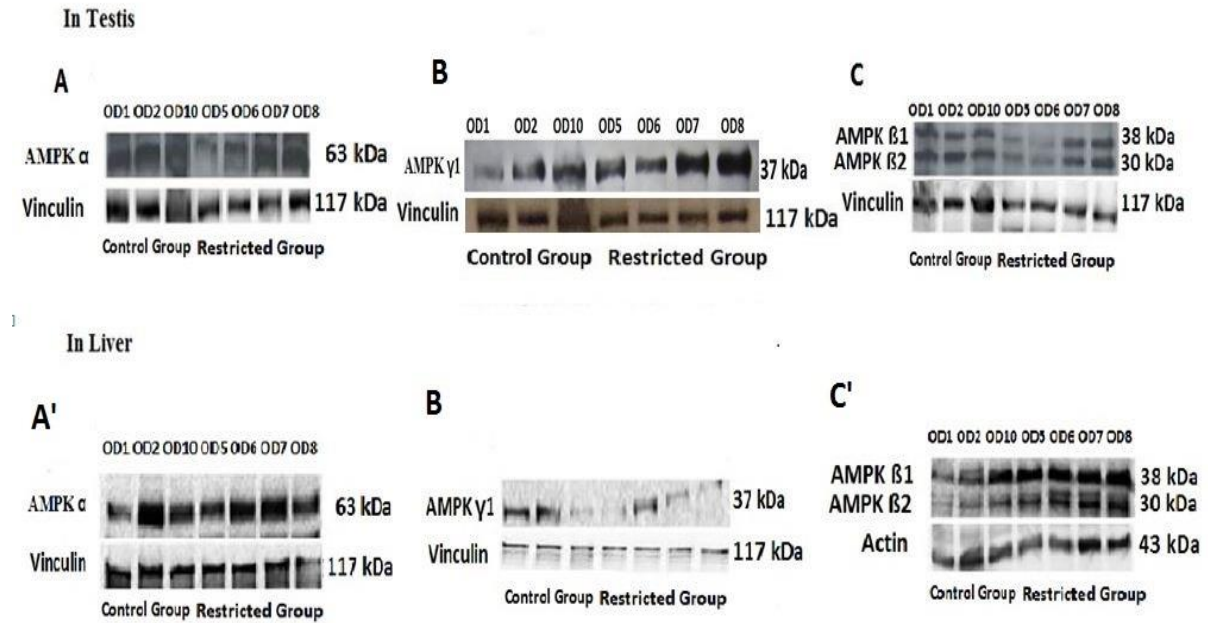 In Testis
A
OD1 OD2 OD10 OD5 OD6 OD7 OD8
AMPK α 63 kDa
Vinculin 117 kDa
Control Group Restricted Group
B
OD1 OD2 OD10 OD5 OD6 OD7 OD8
AMPK γ1 37 kDa
Vinculin 117 kDa
Control Group Restricted Group
C
OD1 OD2 OD10 OD5 OD6 OD7 OD8
AMPK ß1 38 kDa
AMPK ß2 30 kDa
Vinculin 117 kDa
Control Group Restricted Group
In Liver
A'
OD1 OD2 OD10 OD5 OD6 OD7 OD8
AMPK α 63 kDa
Vinculin 117 kDa
Control Group Restricted Group
B
AMPK γ1 37 kDa
Vinculin 117 kDa
Control Group Restricted Group
C'
OD1 OD2 OD10 OD5 OD6 OD7 OD8
AMPK ß1 38 kDa
AMPK ß2 30 kDa
Actin 43 kDa
Control Group Restricted Group